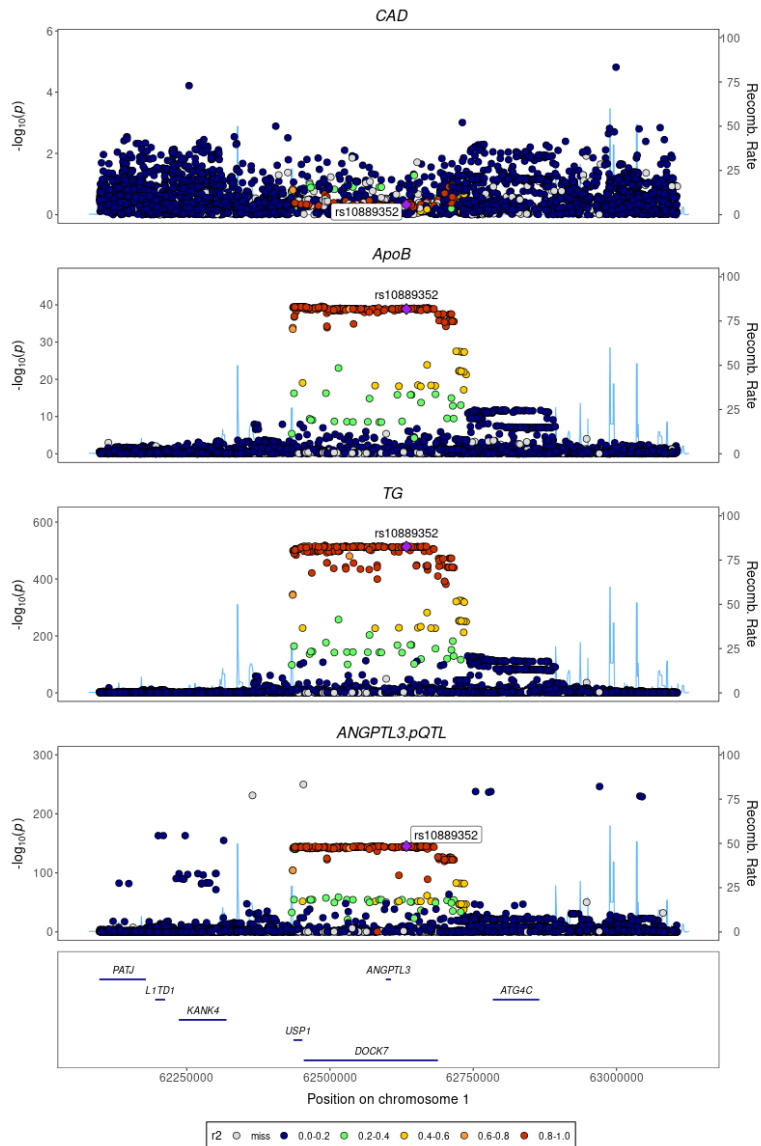 CAD
6
4
2
0
-log10(p)
100
75
50
25
0
Recomb. Rate
rs10889352
ApoB
40
30
20
10
0
-log10(p)
100
75
50
25
0
Recomb. Rate
rs10889352
TG
600
400
200
0
-log10(p)
100
75
50
25
0
Recomb. Rate
rs10889352
ANGPTL3.pQTL
300
200
100
0
-log10(p)
100
75
50
25
0
Recomb. Rate
rs10889352
PATJ
L1TD1
KANK4
USP1
DOCK7
ANGPTL3
ATG4C
62250000 62500000 62750000 63000000
Position on chromosome 1
r2 miss 0.0-0.2 0.2-0.4 0.4-0.6 0.6-0.8 0.8-1.0